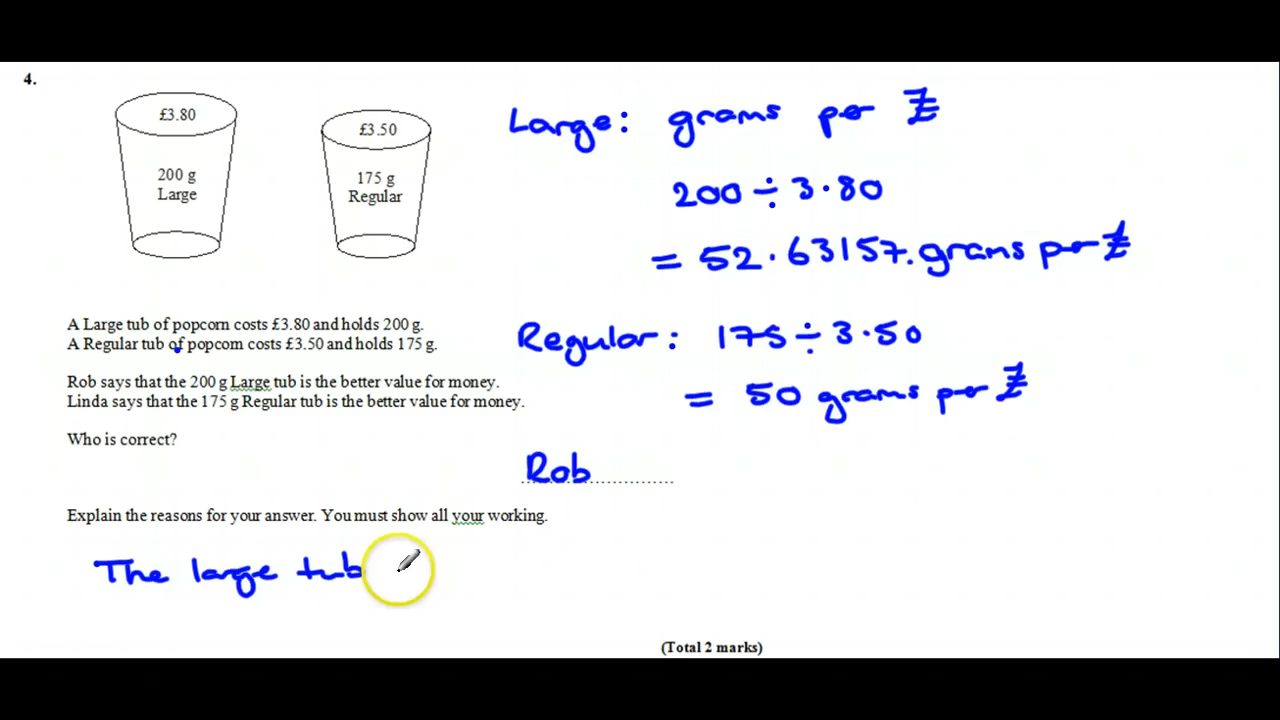 4.
£3.80
200 g
Large
£3.50
175 g
Regular
A Large tub of popcorn costs £3.80 and holds 200 g.
A Regular tub of popcorn costs £3.50 and holds 175 g.
Rob says that the 200 g Large tub is the better value for money.
Linda says that the 175 g Regular tub is the better value for money.
Who is correct?
Large: grams per £
200 ÷ 3.80
= 52.63157. grams per £
Regular: 175 ÷ 3.50
= 50 grams per £
Rob
Explain the reasons for your answer. You must show all your working.
The large tub
(Total 2 marks)